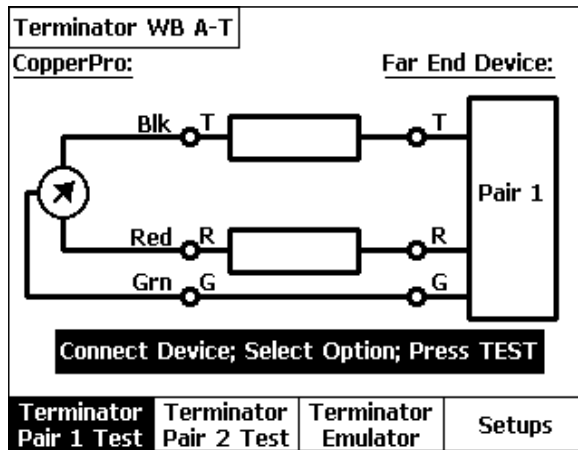 Terminator WB A-T
CopperPro: Far End Device:
Blk T T
Pair 1
Red R R
Grn G G
Connect Device; Select Option; Press TEST
Terminator Terminator Terminator Setups
Pair 1 Test Pair 2 Test Emulator